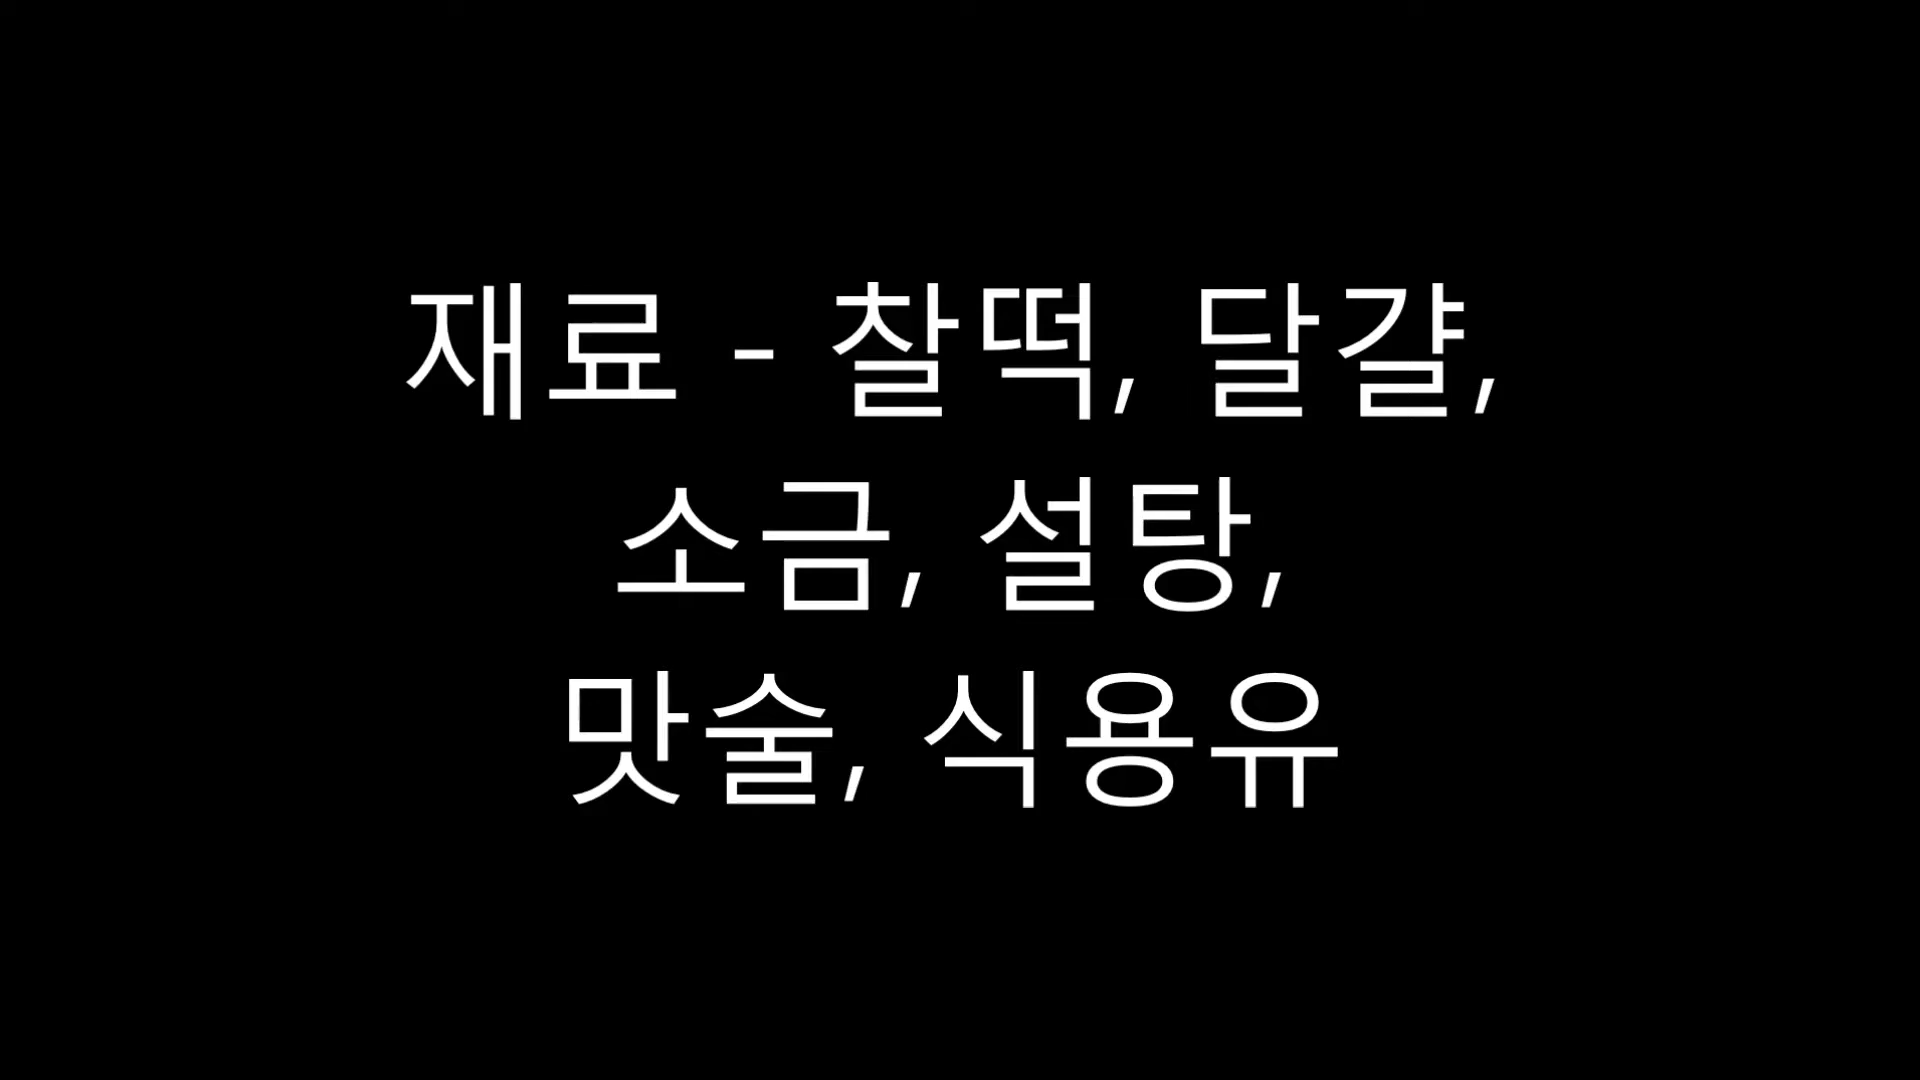 재료 - 찰떡, 달걀,
소금, 설탕,
맛술, 식용유